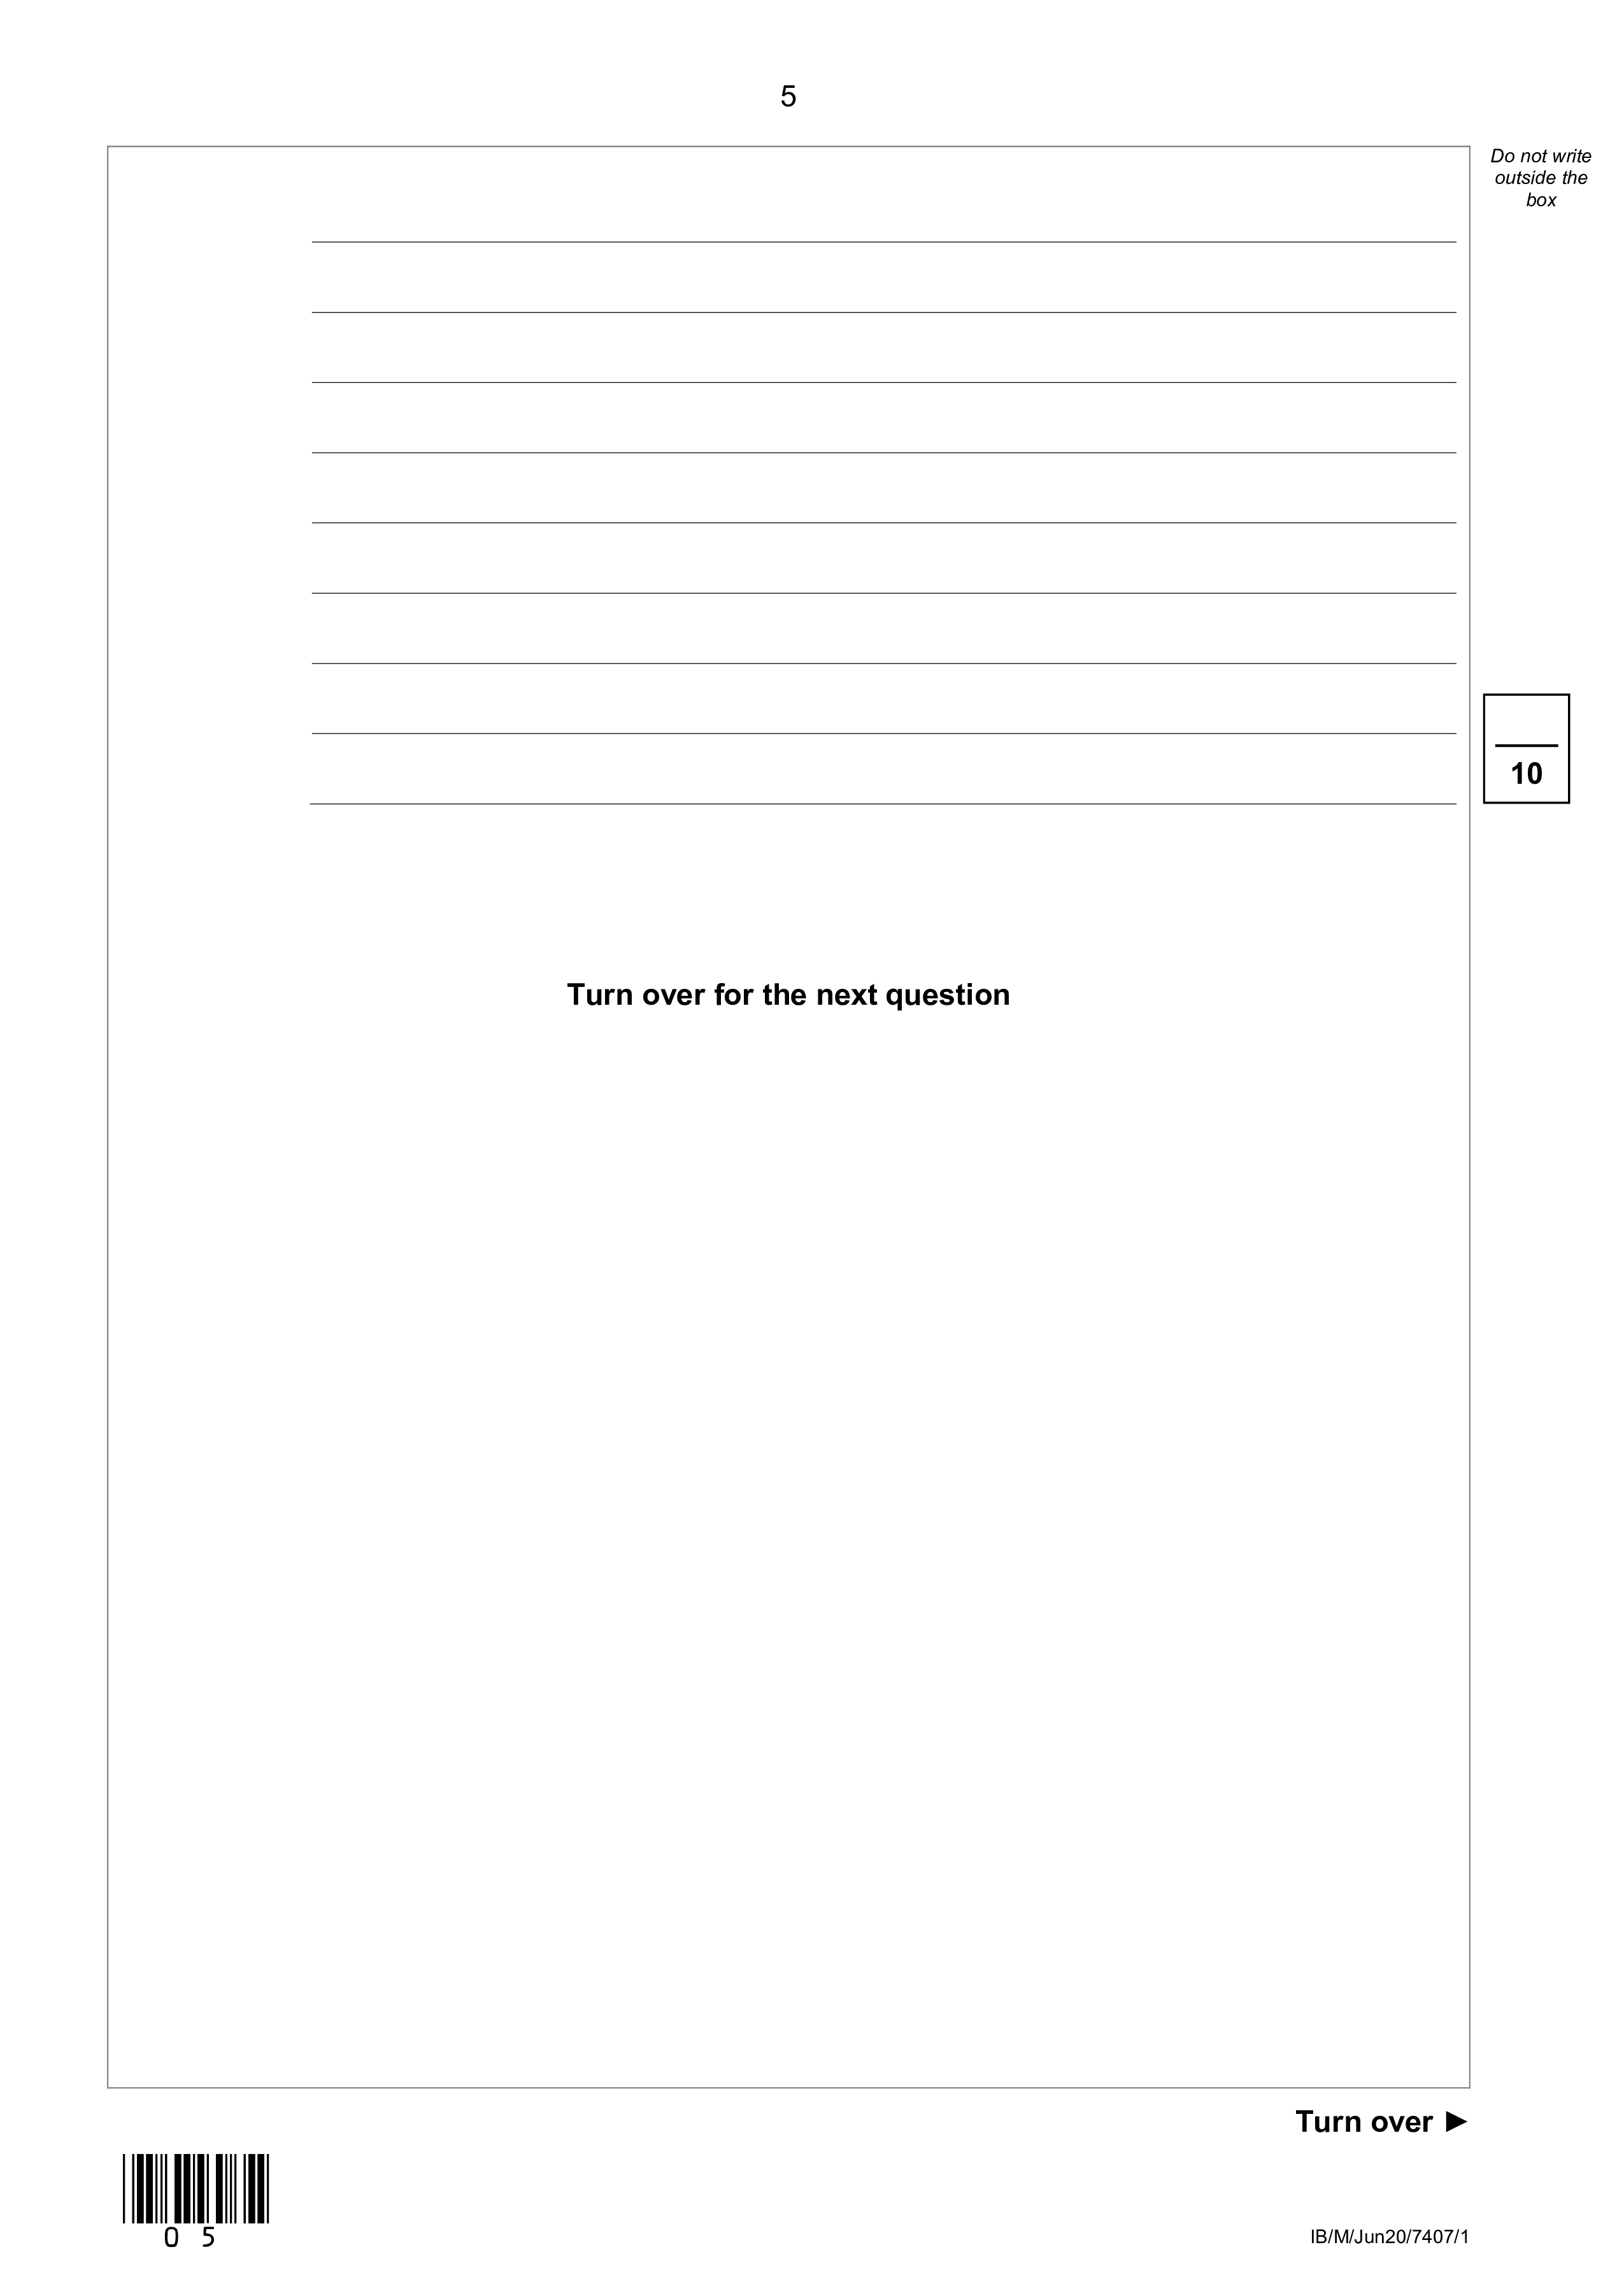 5
Do not write
outside the
box
10
Turn over for the next question
Turn over ►
0 5
IB/M/Jun20/7407/1